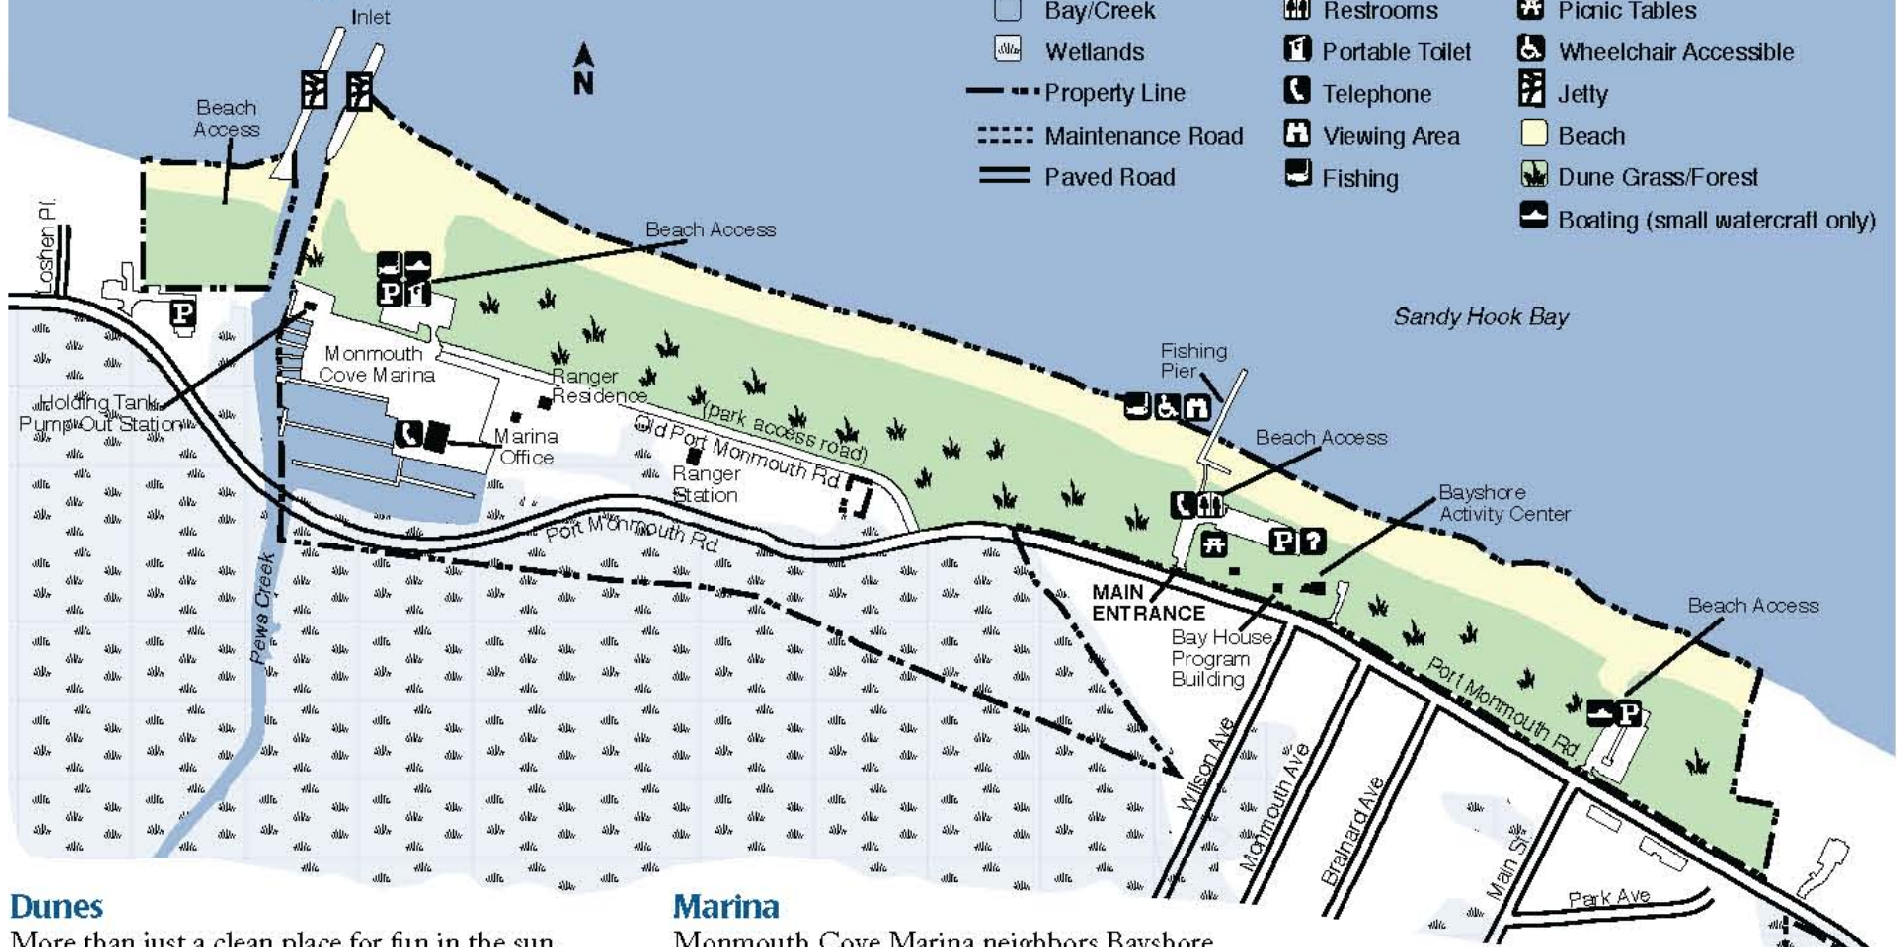 Inlet
N
Bay/Creek
Wetlands
Property Line
Maintenance Road
Paved Road
Restrooms
Portable Toilet
Telephone
Viewing Area
Fishing
Picnic Tables
Wheelchair Accessible
Jetty
Beach
Dune Grass/Forest
Boating (small watercraft only)
Beach
Access
Loshen Pl.
P
Beach Access
P
Monmouth
Cove Marina
Holding Tank
Pump Out Station
Ranger
Residence
Marina
Office
(park access road)
Old Port Monmouth Rd.
Ranger
Station
Port Monmouth Rd.
Pews Creek
Sandy Hook Bay
Fishing
Pier
Beach Access
Bayshore
Activity Center
P ?
MAIN
ENTRANCE
Bay House
Program
Building
Beach Access
P
Port Monmouth Rd.
Wilson Ave
Monmouth Ave
Brainard Ave
Main St.
Park Ave
Dunes
More than just a clean place for fun in the sun
Marina
Monmouth Cove Marina neighbors Bayshore